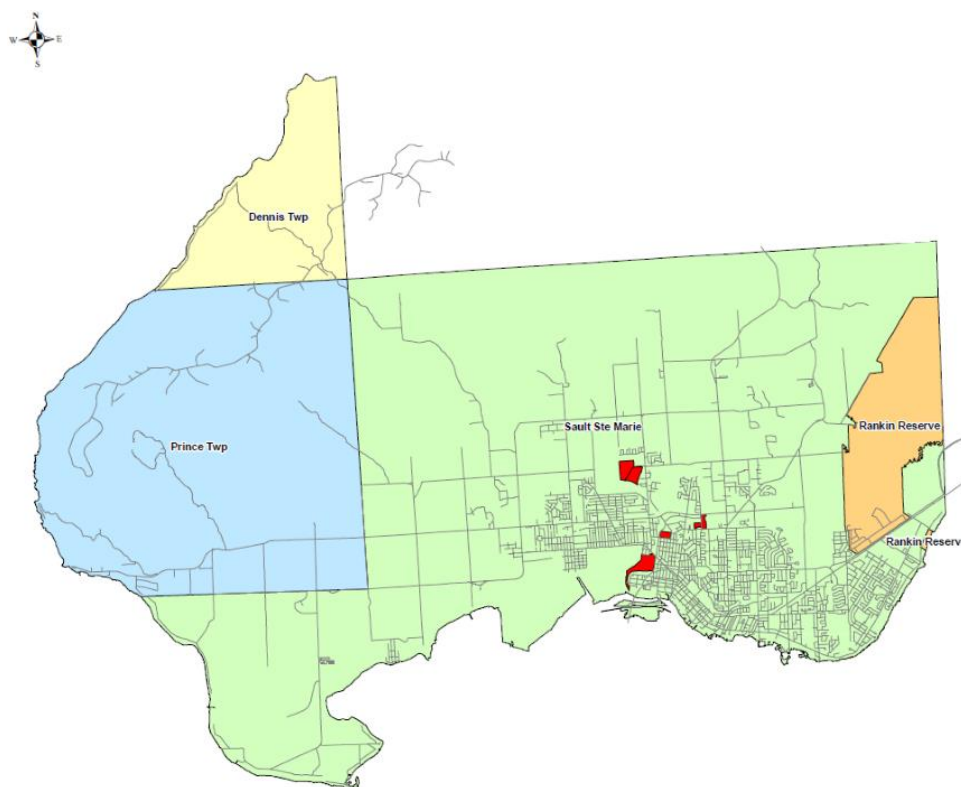 N
W E
S
Dennis Twp
Sault Ste Marie
Rankin Reserve
Prince Twp
Rankin Reserv